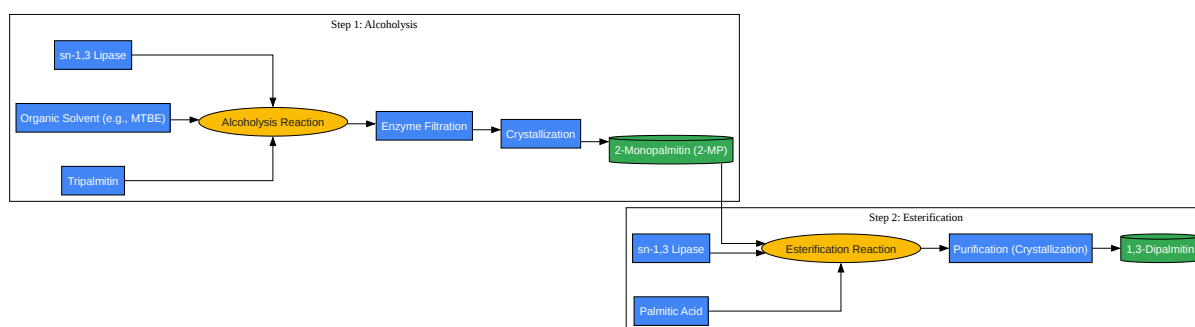 Step 1: Alcoholysis
sn-1,3 Lipase
Organic Solvent (e.g., MTBE)
Alcoholysis Reaction
Enzyme Filtration
Crystallization
2-Monopalmitin (2-MP)
Tripalmitin
Step 2: Esterification
sn-1,3 Lipase
Esterification Reaction
Purification (Crystallization)
1,3-Dipalmitin
Palmitic Acid